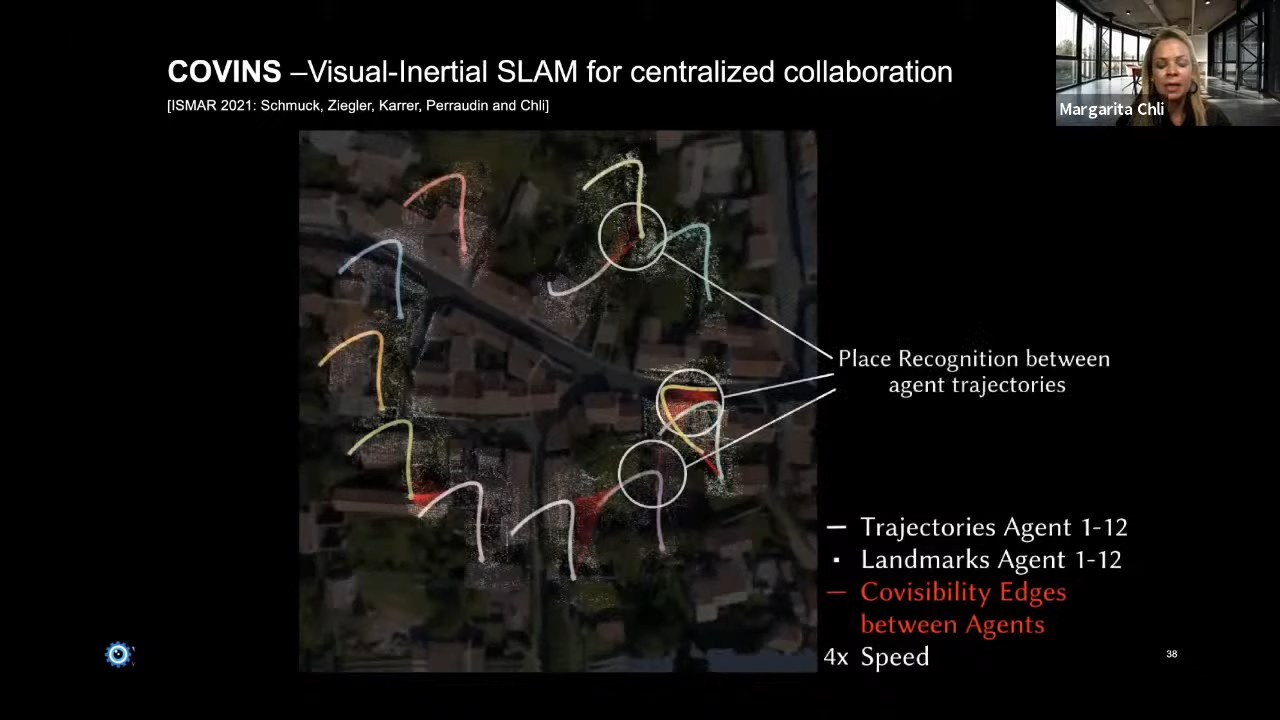 COVINS –Visual-Inertial SLAM for centralized collaboration
[ISMAR 2021: Schmuck, Ziegler, Karrer, Perraudin and Chli]
Margarita Chli
Place Recognition between
agent trajectories
Trajectories Agent 1-12
Landmarks Agent 1-12
Covisibility Edges
between Agents
4x Speed
38